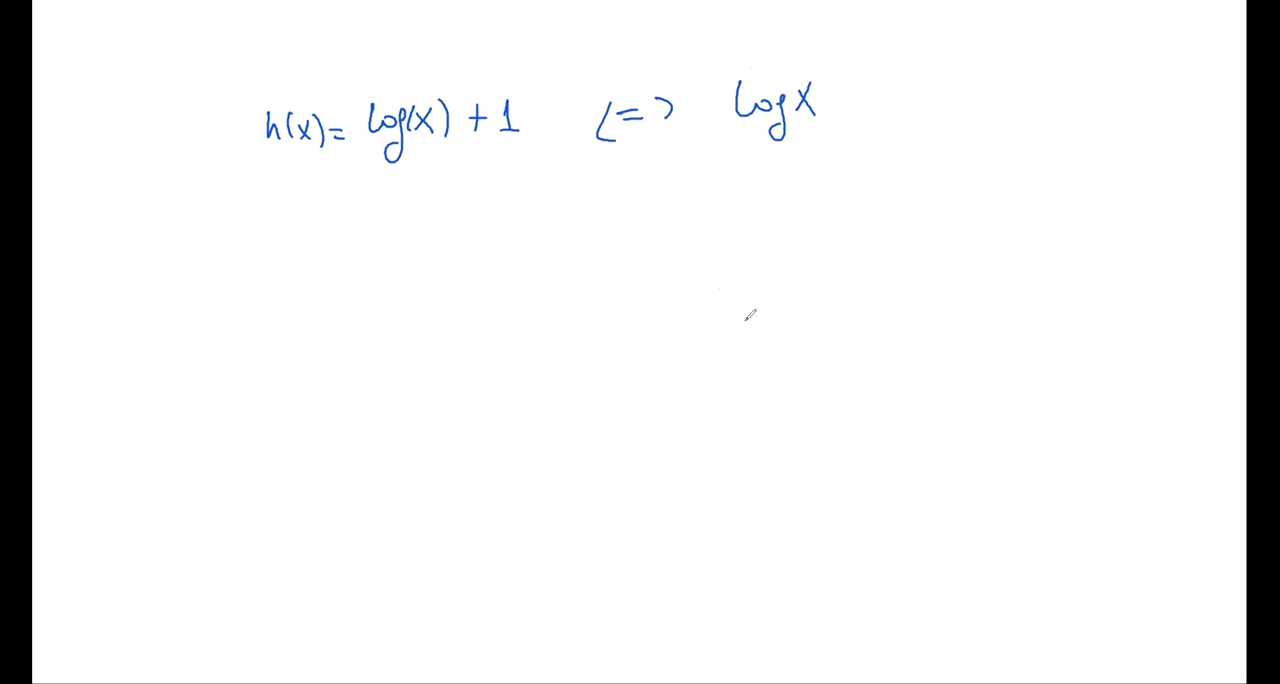 h(x) = log(x) + 1 <=> log x